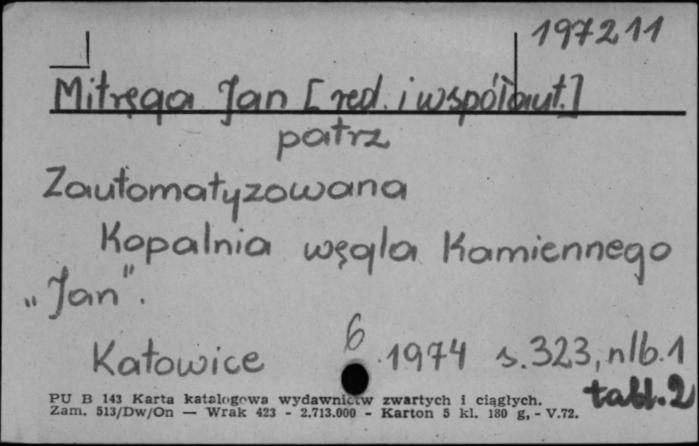 197211
Mitręga Jan [red. i współaut.]
patrz
Zautomatyzowana
Kopalnia węgla Kamiennego
„Jan".
6
Katowice 1974 s. 323, nlb. 1
tabl. 2
PU B 143 Karta katalogowa wydawnictw zwartych i ciągłych.
Zam. 513/Dw/On — Wrak 423 - 2.713.000 - Karton 5 kl. 180 g, - V.72.